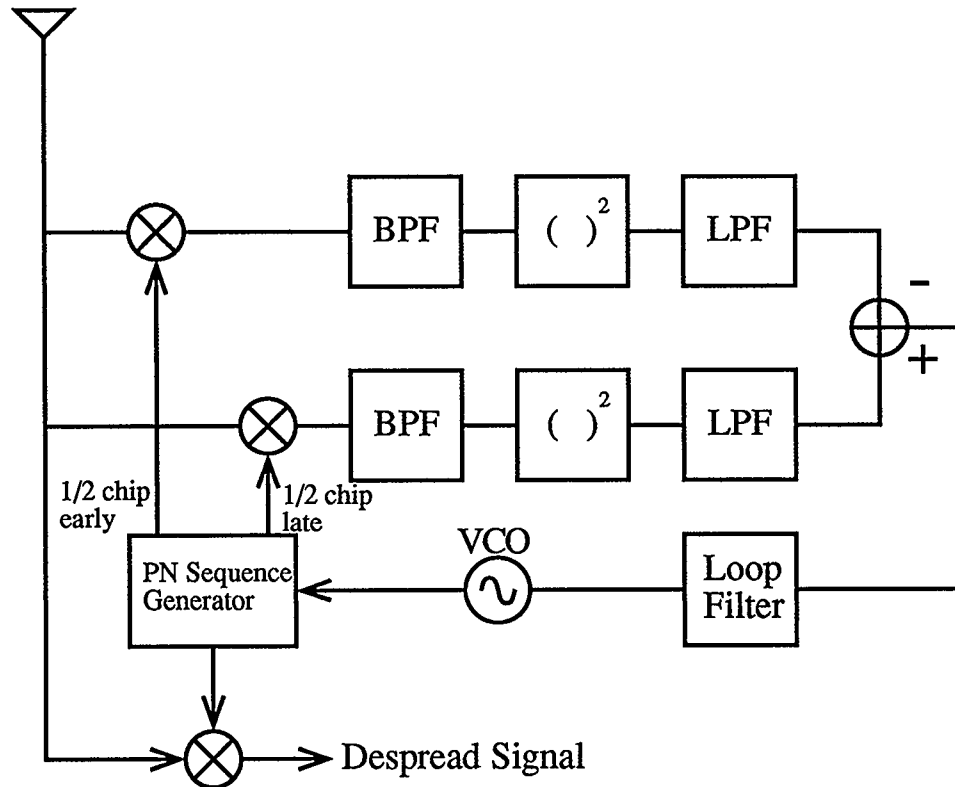 BPF
( )²
LPF
-
+
BPF
( )²
LPF
1/2 chip
early
1/2 chip
late
PN Sequence
Generator
VCO
Loop
Filter
Despread Signal